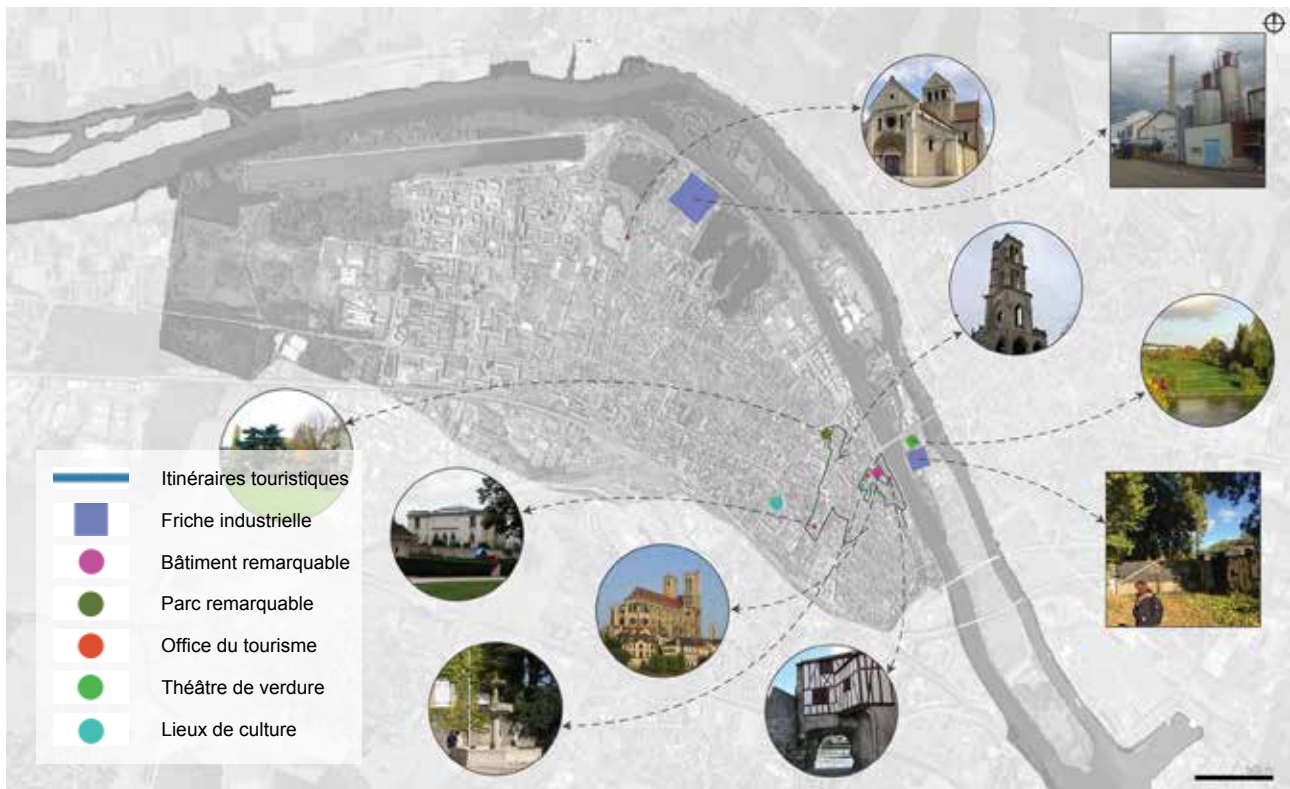 Itinéraires touristiques
Friche industrielle
Bâtiment remarquable
Parc remarquable
Office du tourisme
Théâtre de verdure
Lieux de culture